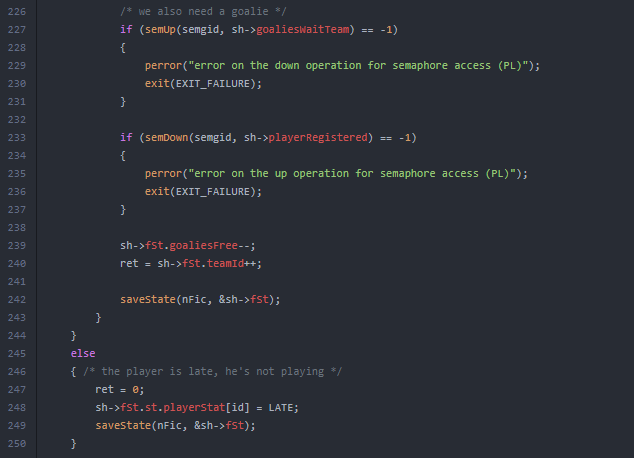 226 /* we also need a goalie */
227 if (semUp(semgid, sh->goaliesWaitTeam) == -1)
228 {
229 perror("error on the down operation for semaphore access (PL)");
230 exit(EXIT_FAILURE);
231 }
232
233 if (semDown(semgid, sh->playerRegistered) == -1)
234 {
235 perror("error on the up operation for semaphore access (PL)");
236 exit(EXIT_FAILURE);
237 }
238
239 sh->fSt.goaliesFree--;
240 ret = sh->fSt.teamId++;
241
242 saveState(nFic, &sh->fSt);
243 }
244 }
245 else
246 { /* the player is late, he's not playing */
247 ret = 0;
248 sh->fSt.st.playerStat[id] = LATE;
249 saveState(nFic, &sh->fSt);
250 }